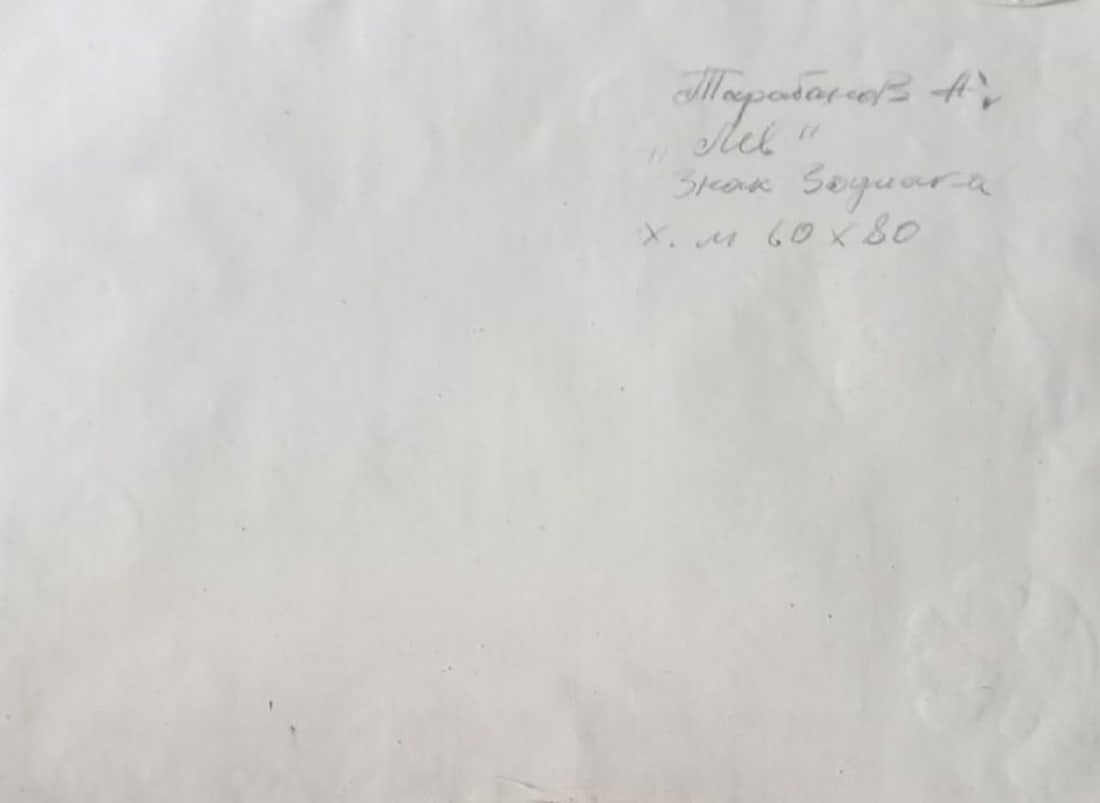 Тарабанов А.
„Лев"
Знак Зодиака
х. м 60 х 80